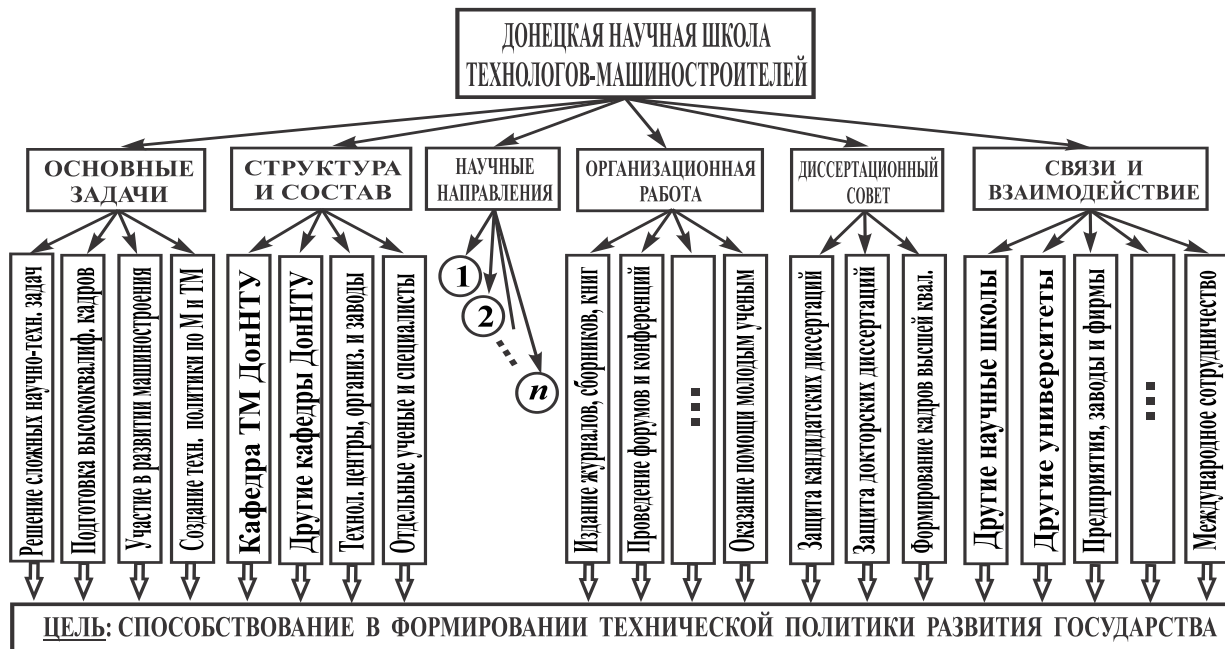 ДОНЕЦКАЯ НАУЧНАЯ ШКОЛА
ТЕХНОЛОГОВ-МАШИНОСТРОИТЕЛЕЙ
ОСНОВНЫЕ
ЗАДАЧИ
СТРУКТУРА
И СОСТАВ
НАУЧНЫЕ
НАПРАВЛЕНИЯ
ОРГАНИЗАЦИОННАЯ
РАБОТА
ДИССЕРТАЦИОННЫЙ
СОВЕТ
СВЯЗИ И
ВЗАИМОДЕЙСТВИЕ
Решение сложных научно-техн. задач
Подготовка высококвалиф. кадров
Участие в развитии машиностроения
Создание техн. политики по М и ТМ
Кафедра ТМ ДонНТУ
Другие кафедры ДонНТУ
Технол. центры, организ. и заводы
Отдельные ученые и специалисты
1
2
...
n
Издание журналов, сборников, книг
Проведение форумов и конференций
...
Оказание помощи молодым ученым
Защита кандидатских диссертаций
Защита докторских диссертаций
Формирование кадров высшей квал.
Другие научные школы
Другие университеты
Предприятия, заводы и фирмы
...
Международное сотрудничество
ЦЕЛЬ: СПОСОБСТВОВАНИЕ В ФОРМИРОВАНИИ ТЕХНИЧЕСКОЙ ПОЛИТИКИ РАЗВИТИЯ ГОСУДАРСТВА